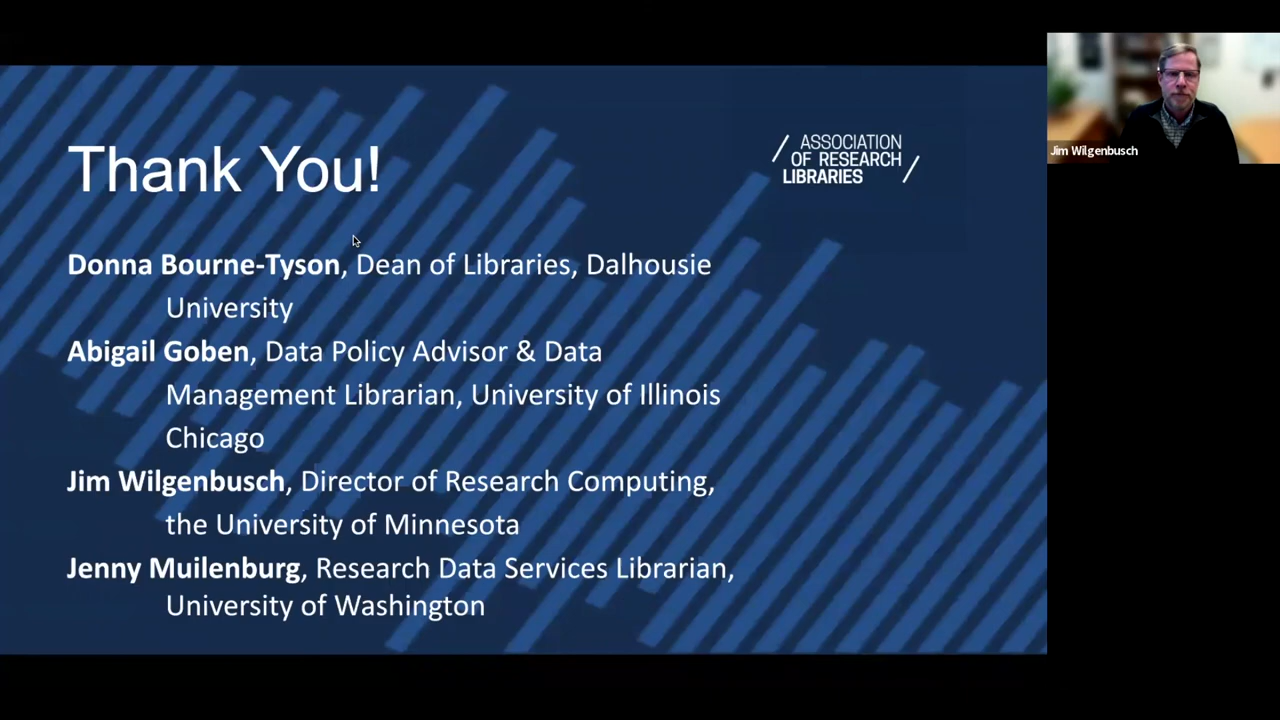 Thank You!
ASSOCIATION
OF RESEARCH
LIBRARIES
Donna Bourne-Tyson, Dean of Libraries, Dalhousie
University
Abigail Goben, Data Policy Advisor & Data
Management Librarian, University of Illinois
Chicago
Jim Wilgenbusch, Director of Research Computing,
the University of Minnesota
Jenny Muilenburg, Research Data Services Librarian,
University of Washington
Jim Wilgenbusch